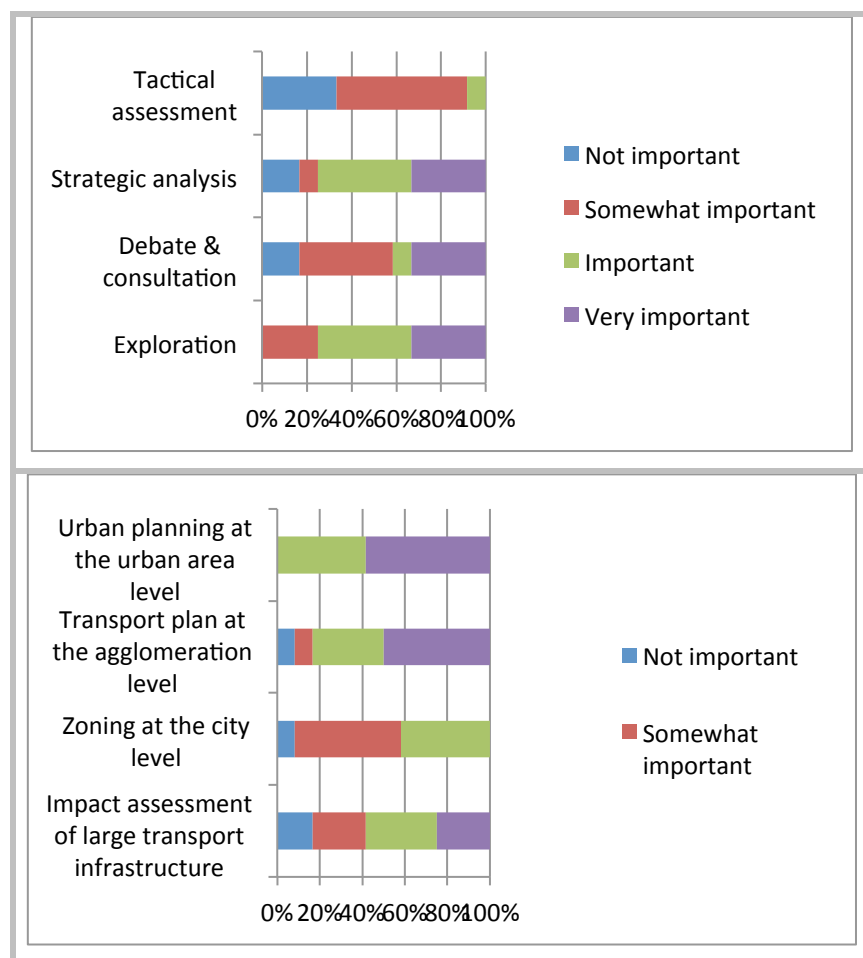 Tactical
assessment
Strategic analysis
Debate &
consultation
Exploration
0% 20% 40% 60% 80% 100%
Not important
Somewhat important
Important
Very important
Urban planning at
the urban area
level
Transport plan at
the agglomeration
level
Zoning at the city
level
Impact assessment
of large transport
infrastructure
0% 20% 40% 60% 80% 100%
Not important
Somewhat
important